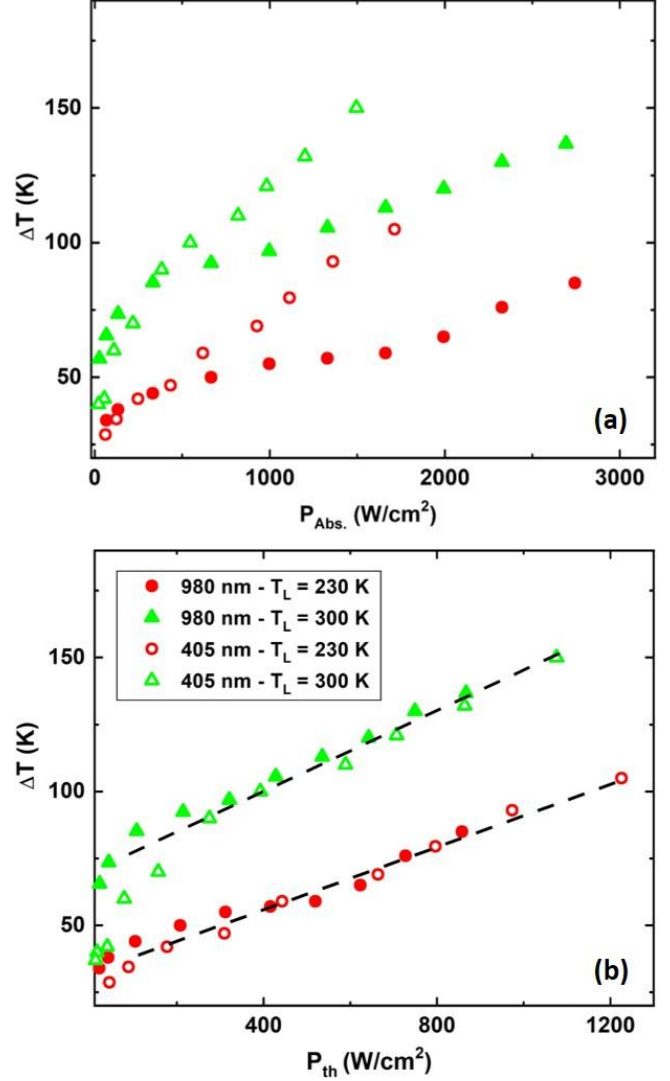 150
100
50
ΔT (K)
(a)
0 1000 2000 3000
P_Abs. (W/cm²)
980 nm - T_L = 230 K
980 nm - T_L = 300 K
405 nm - T_L = 230 K
405 nm - T_L = 300 K
150
100
50
ΔT (K)
(b)
400 800 1200
P_th (W/cm²)